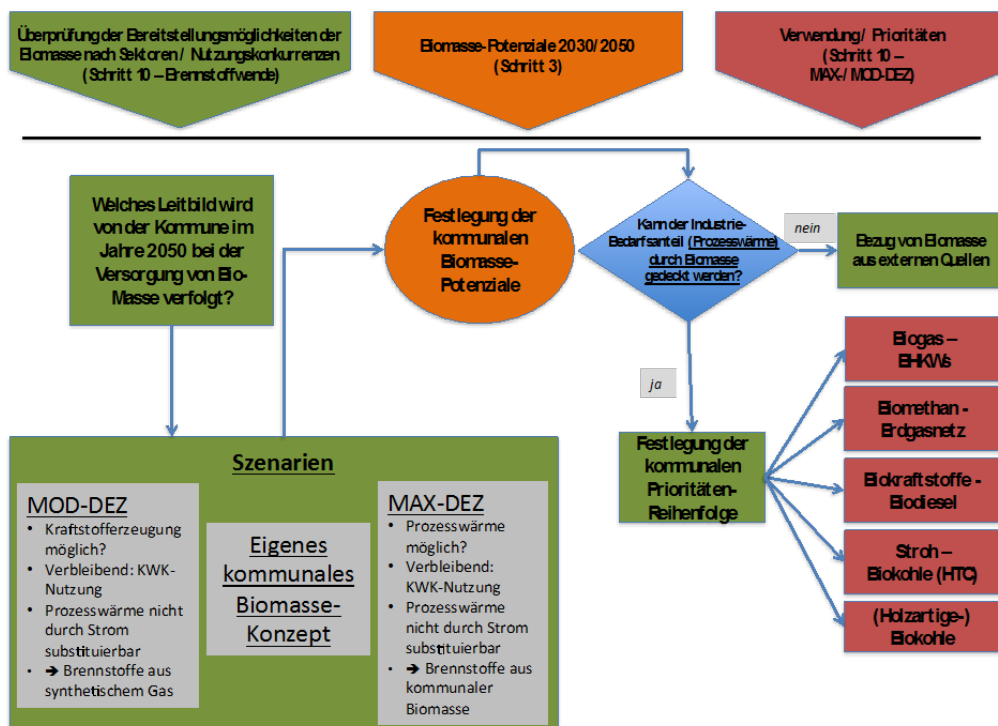 Überprüfung der Bereitstellungsmöglichkeiten der
Biomasse nach Sektoren / Nutzungskonkurrenzen
(Schritt 10 – Brennstoffwende)
Biomasse-Potenziale 2030/2050
(Schritt 3)
Verwendung / Prioritäten
(Schritt 10 –
MAX-/ MOD-DEZ)
Welches Leitbild wird
von der Kommune im
Jahre 2050 bei der
Versorgung von Bio-
Masse verfolgt?
Festlegung der
kommunalen
Biomasse-
Potenziale
Kann der Industrie-
Bedarfsanteil (Prozesswärme)
durch Biomasse
gedeckt werden?
nein
Bezug von Biomasse
aus externen Quellen
ja
Festlegung der
kommunalen
Prioritäten-
Reihenfolge
Biogas –
BHKWs
Biomethan -
Erdgasnetz
Biokraftstoffe -
Biodiesel
Stroh –
Biokohle (HTC)
(Holzartige-)
Biokohle
Szenarien
MOD-DEZ
• Kraftstofferzeugung
möglich?
• Verbleibend: KWK-
Nutzung
• Prozesswärme nicht
durch Strom
substituierbar
• ➔ Brennstoffe aus
synthetischem Gas
Eigenes
kommunales
Biomasse-
Konzept
MAX-DEZ
• Prozesswärme
möglich?
• Verbleibend:
KWK-Nutzung
• Prozesswärme
nicht durch Strom
substituierbar
• ➔ Brennstoffe aus
kommunaler
Biomasse